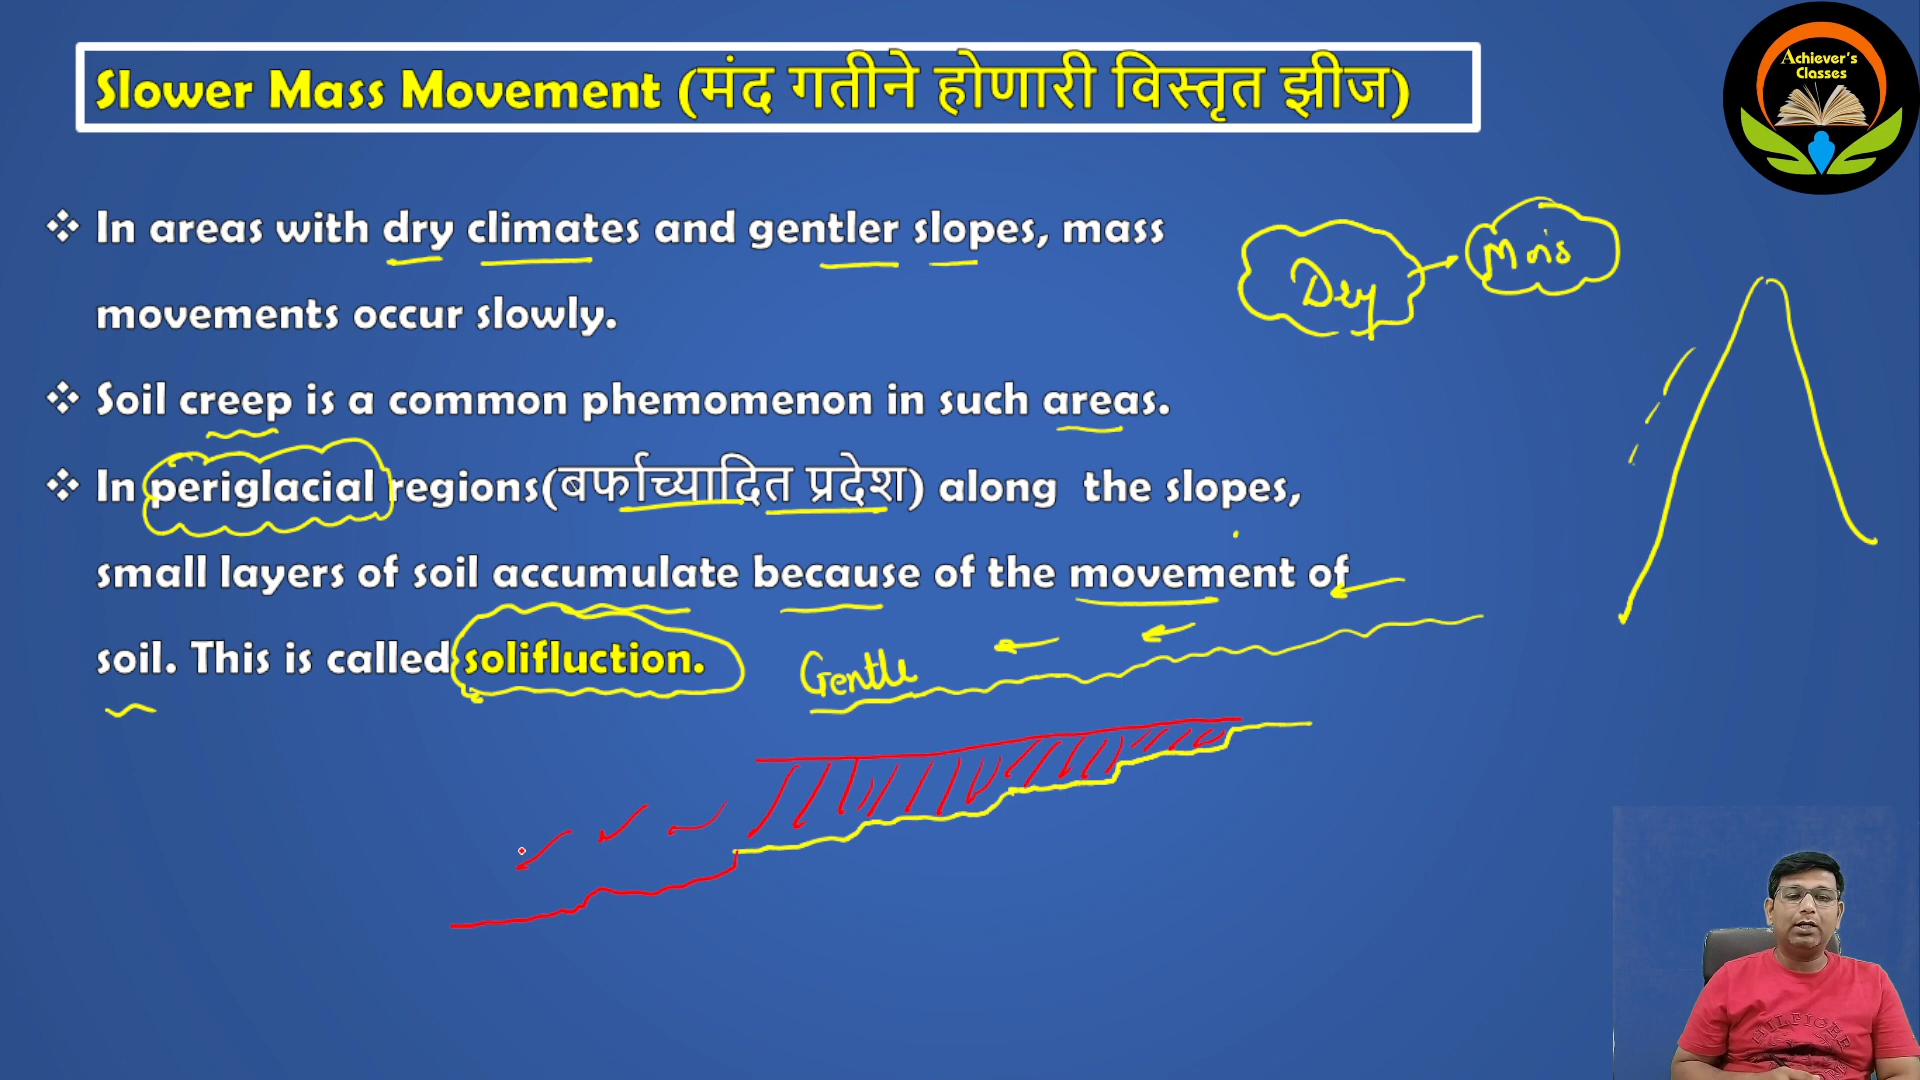 Slower Mass Movement (मंद गतीने होणारी विस्तृत झीज)
Achiever's
Classes
❖ In areas with dry climates and gentler slopes, mass
movements occur slowly.
Dry
Mois
❖ Soil creep is a common phemomenon in such areas.
❖ In periglacial regions(बर्फाच्यादित प्रदेश) along the slopes,
small layers of soil accumulate because of the movement of
soil. This is called solifluction.
Gentle
HILFIGER